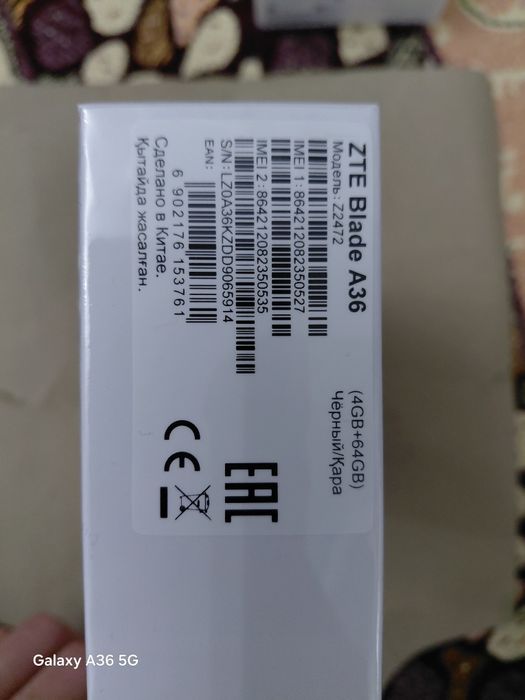 ZTE Blade A36
(4GB+64GB)
Модель: Z2472
Чёрный/Қара
IMEI 1: 864212082350527
IMEI 2: 864212082350535
S/N: LZ0A36KZDD9065914
EAN:
6 902176 153761
Сделано в Китае.
Қытайда жасалған.
EAC
CE
Galaxy A36 5G